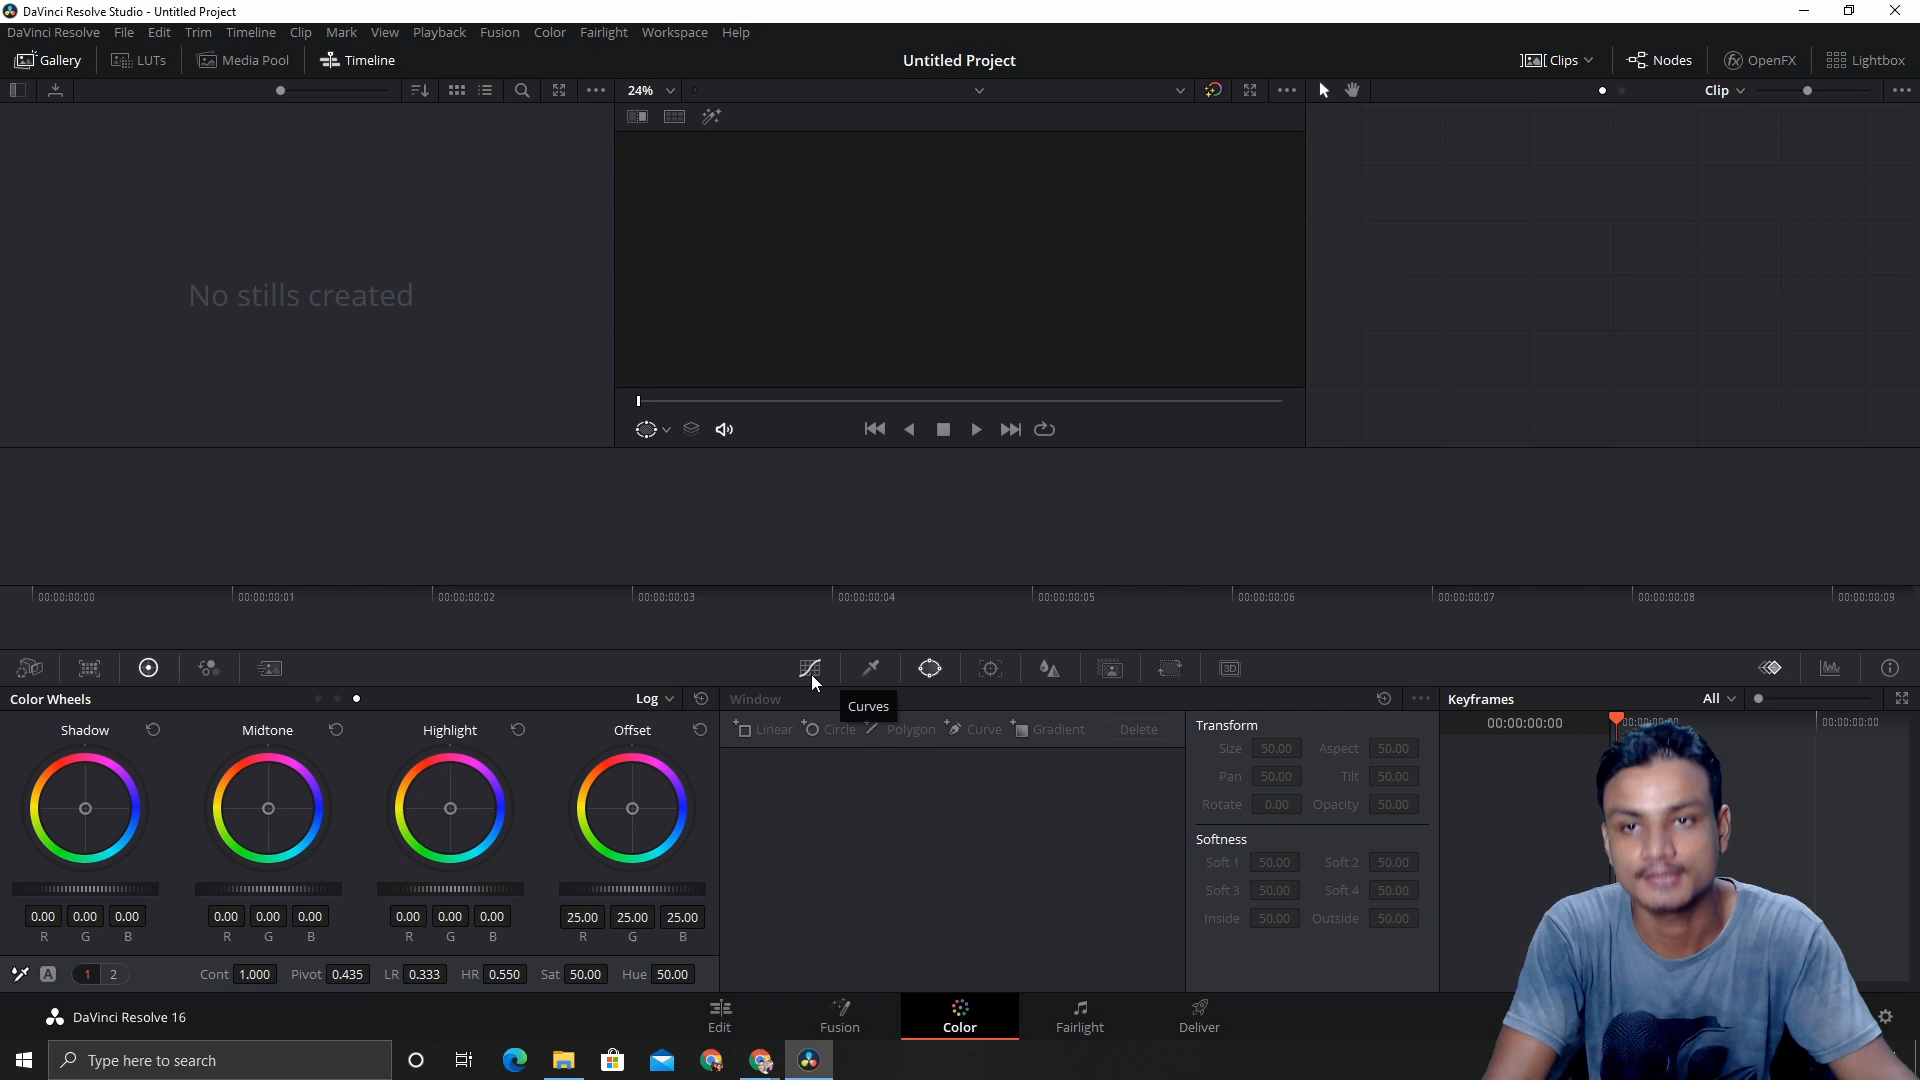 DaVinci Resolve Studio - Untitled Project
DaVinci Resolve File Edit Trim Timeline Clip Mark View Playback Fusion Color Fairlight Workspace Help
Gallery LUTs Media Pool Timeline Untitled Project Clips Nodes OpenFX Lightbox
24% Clip
No stills created
00:00:00:00 00:00:00:01 00:00:00:02 00:00:00:03 00:00:00:04 00:00:00:05 00:00:00:06 00:00:00:07 00:00:00:08 00:00:00:09
3D
Color Wheels Log Window Keyframes All
Curves
Shadow Midtone Highlight Offset
Linear Circle Polygon Curve Gradient Delete
Transform
00:00:00:00 00:00:00:00 00:00:00:00
Size 50.00 Aspect 50.00
Pan 50.00 Tilt 50.00
Rotate 0.00 Opacity 50.00
Softness
Soft 1 50.00 Soft 2 50.00
Soft 3 50.00 Soft 4 50.00
Inside 50.00 Outside 50.00
0.00 0.00 0.00 0.00 0.00 0.00 0.00 0.00 0.00 25.00 25.00 25.00
R G B R G B R G B R G B
A 1 2 Cont 1.000 Pivot 0.435 LR 0.333 HR 0.550 Sat 50.00 Hue 50.00
DaVinci Resolve 16
Edit Fusion Color Fairlight Deliver
Type here to search